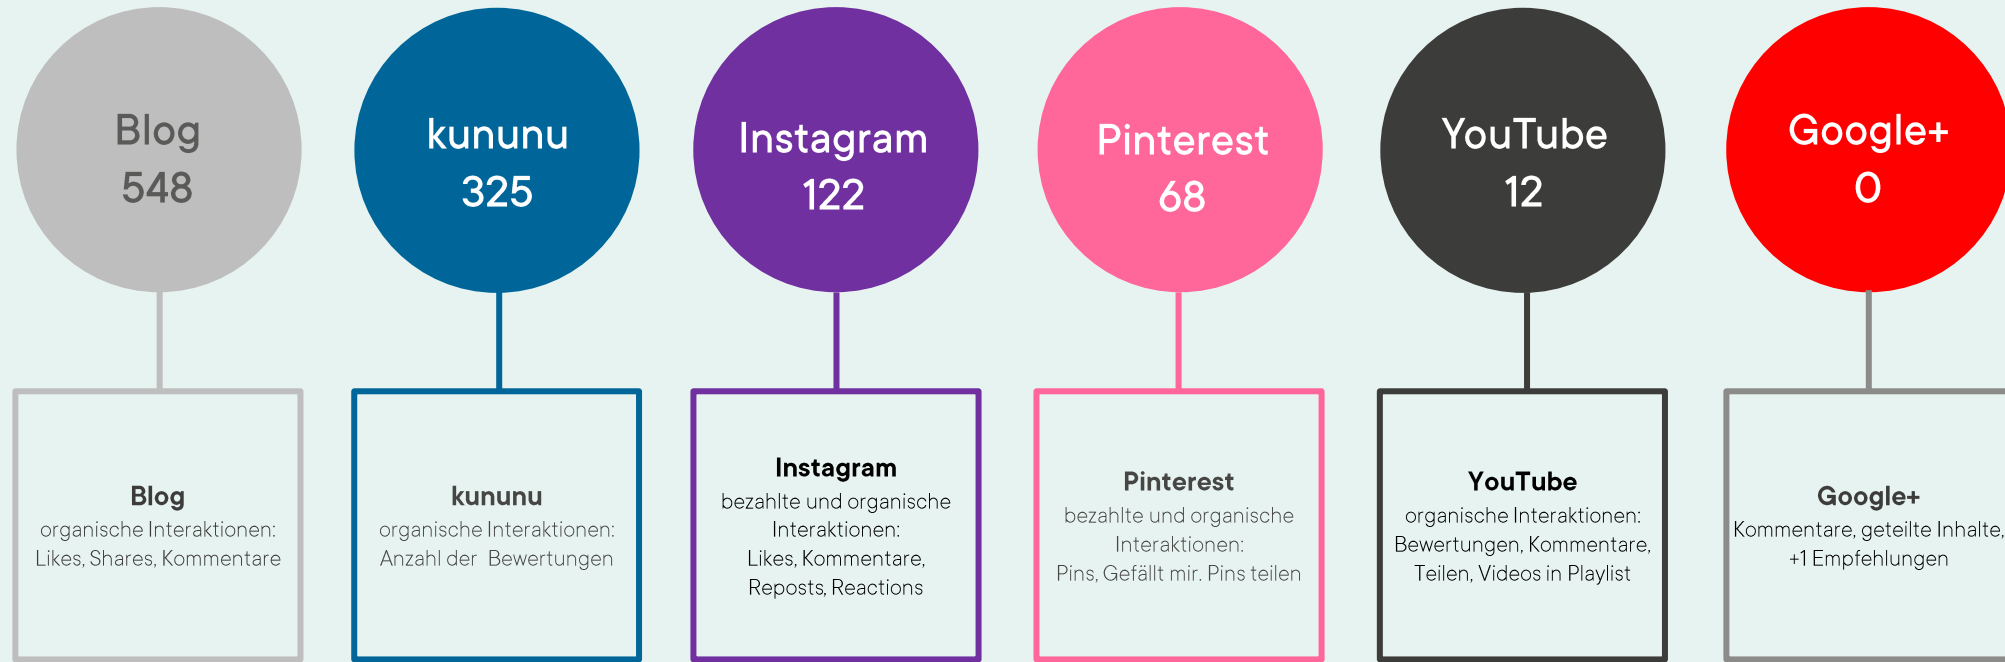 Blog
548
kununu
325
Instagram
122
Pinterest
68
YouTube
12
Google+
0
Blog
organische Interaktionen:
Likes, Shares, Kommentare
kununu
organische Interaktionen:
Anzahl der  Bewertungen
Instagram
bezahlte und organische
Interaktionen:
Likes, Kommentare,
Reposts, Reactions
Pinterest
bezahlte und organische
Interaktionen:
Pins, Gefällt mir. Pins teilen
YouTube
organische Interaktionen:
Bewertungen, Kommentare,
Teilen, Videos in Playlist
Google+
Kommentare, geteilte Inhalte,
+1 Empfehlungen